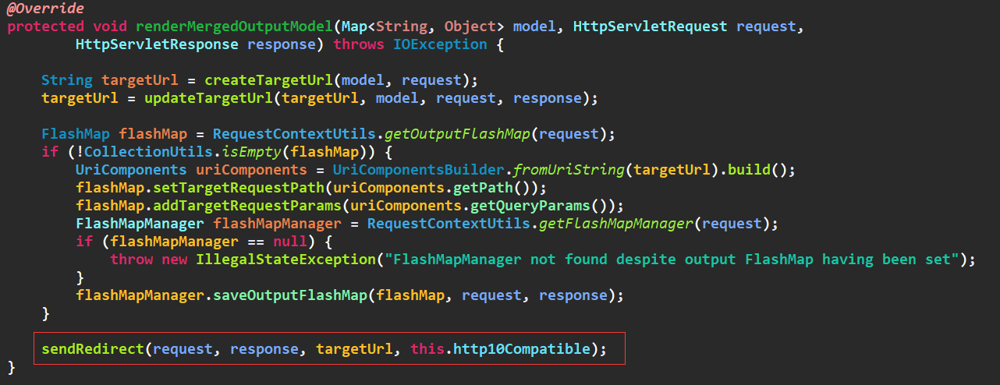 @Override
protected void renderMergedOutputModel(Map<String, Object> model, HttpServletRequest request,
        HttpServletResponse response) throws IOException {

    String targetUrl = createTargetUrl(model, request);
    targetUrl = updateTargetUrl(targetUrl, model, request, response);

    FlashMap flashMap = RequestContextUtils.getOutputFlashMap(request);
    if (!CollectionUtils.isEmpty(flashMap)) {
        UriComponents uriComponents = UriComponentsBuilder.fromUriString(targetUrl).build();
        flashMap.setTargetRequestPath(uriComponents.getPath());
        flashMap.addTargetRequestParams(uriComponents.getQueryParams());
        FlashMapManager flashMapManager = RequestContextUtils.getFlashMapManager(request);
        if (flashMapManager == null) {
            throw new IllegalStateException("FlashMapManager not found despite output FlashMap having been set");
        }
        flashMapManager.saveOutputFlashMap(flashMap, request, response);
    }

    sendRedirect(request, response, targetUrl, this.http10Compatible);
}